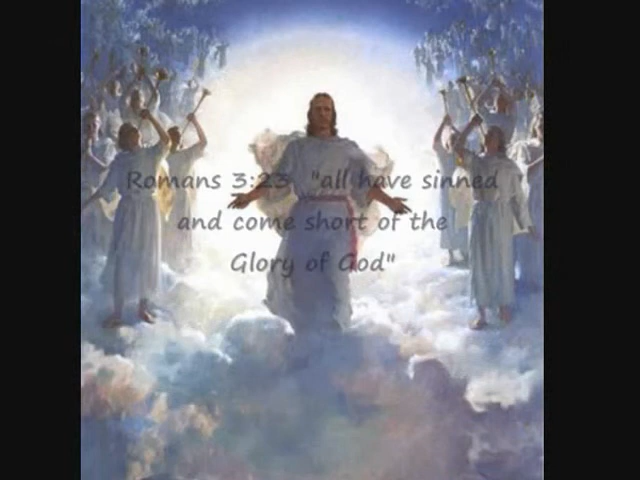 Romans 3:23 "all have sinned
and come short of the
Glory of God"